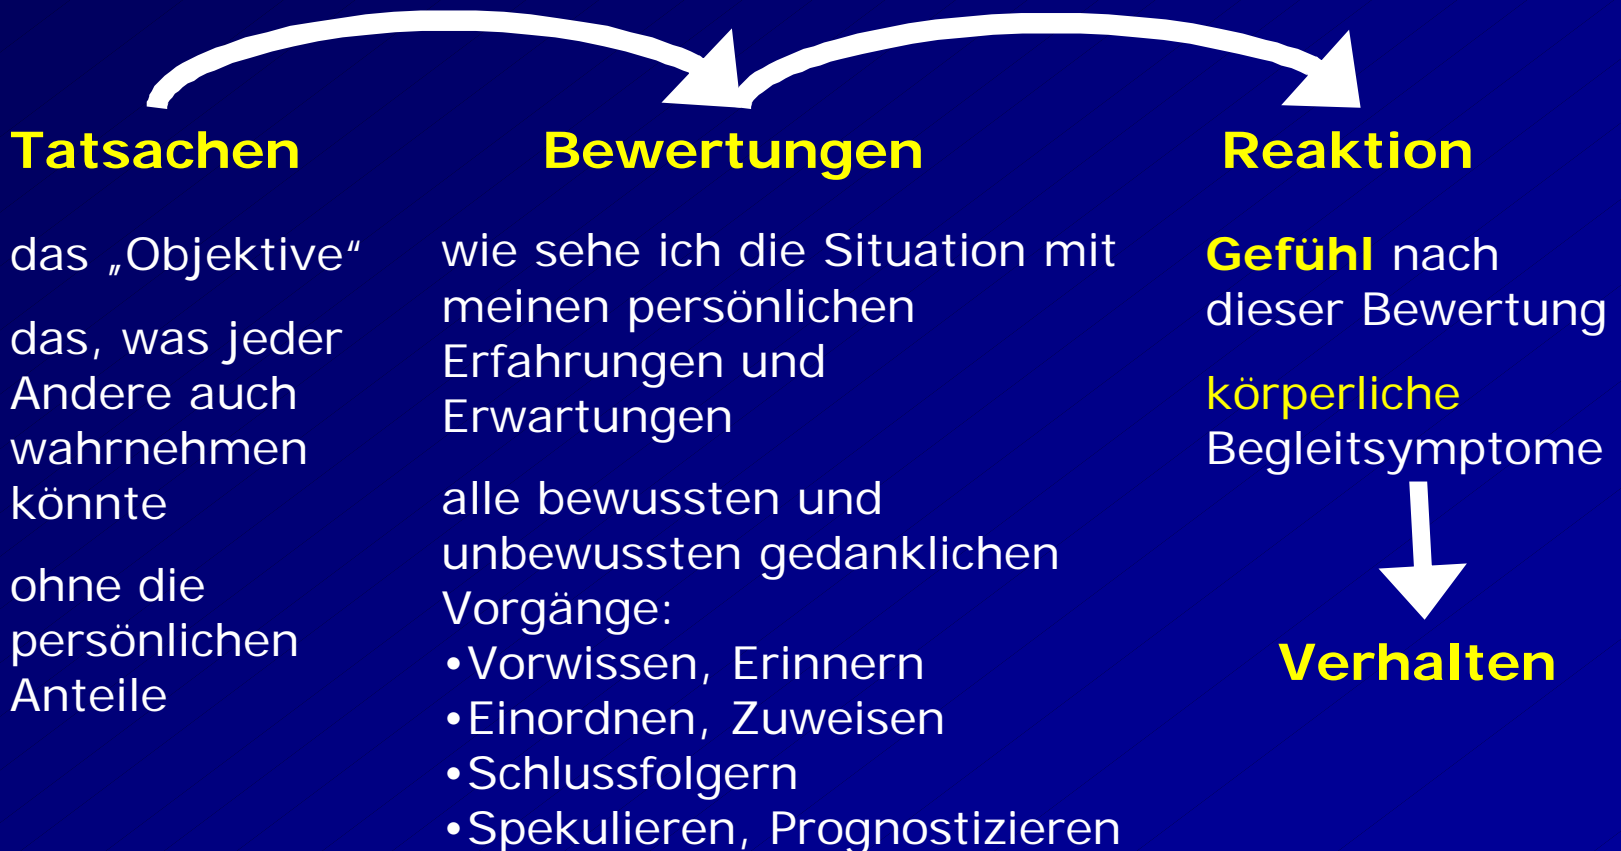 Tatsachen
das „Objektive“
das, was jeder
Andere auch
wahrnehmen
könnte
ohne die
persönlichen
Anteile
Bewertungen
wie sehe ich die Situation mit
meinen persönlichen
Erfahrungen und
Erwartungen
alle bewussten und
unbewussten gedanklichen
Vorgänge:
•Vorwissen, Erinnern
•Einordnen, Zuweisen
•Schlussfolgern
•Spekulieren, Prognostizieren
Reaktion
Gefühl nach
dieser Bewertung
körperliche
Begleitsymptome
Verhalten